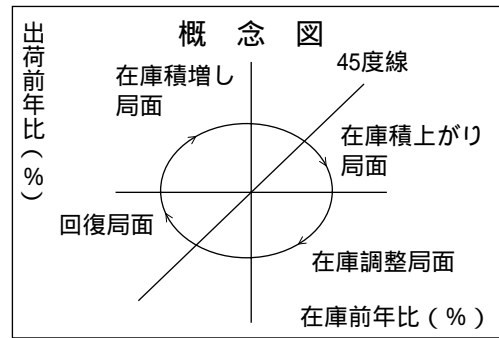 概 念 図
出荷前年比(%)
45度線
在庫積増し
局面
在庫積上がり
局面
回復局面
在庫調整局面
在庫前年比(%)